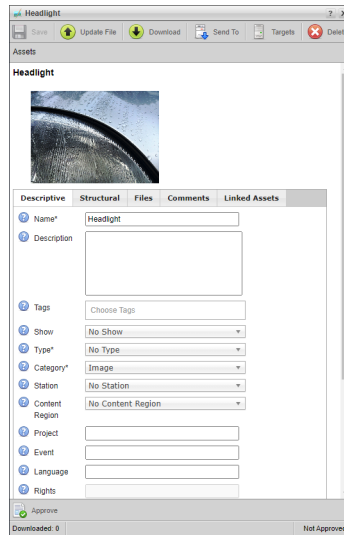 Headlight ? X
Save Update File Download Send To Targets Delet
Assets
Headlight
Descriptive Structural Files Comments Linked Assets
? Name* Headlight
? Description
? Tags Choose Tags
? Show No Show
? Type* No Type
? Category* Image
? Station No Station
? Content Region No Content Region
? Project
? Event
? Language
? Rights
Approve
Downloaded: 0 Not Approved